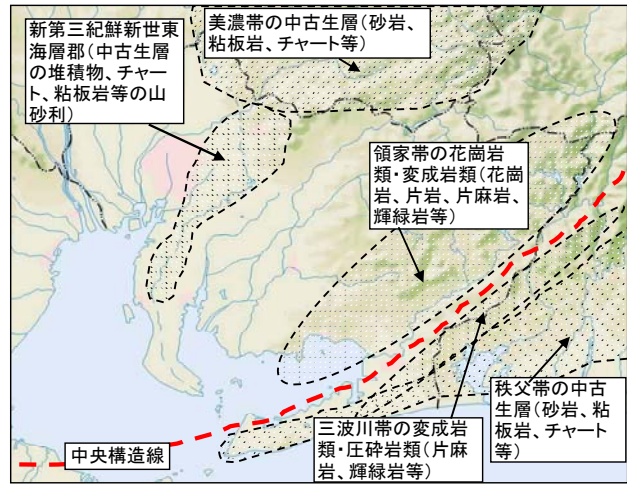 新第三紀鮮新世東
海層郡(中古生層
の堆積物、チャー
ト、粘板岩等の山
砂利)
美濃帯の中古生層(砂岩、
粘板岩、チャート等)
領家帯の花崗岩
類・変成岩類(花崗
岩、片岩、片麻岩、
輝緑岩等)
秩父帯の中古
生層(砂岩、粘
板岩、チャート
等)
三波川帯の変成岩
類・圧砕岩類(片麻
岩、輝緑岩等)
中央構造線